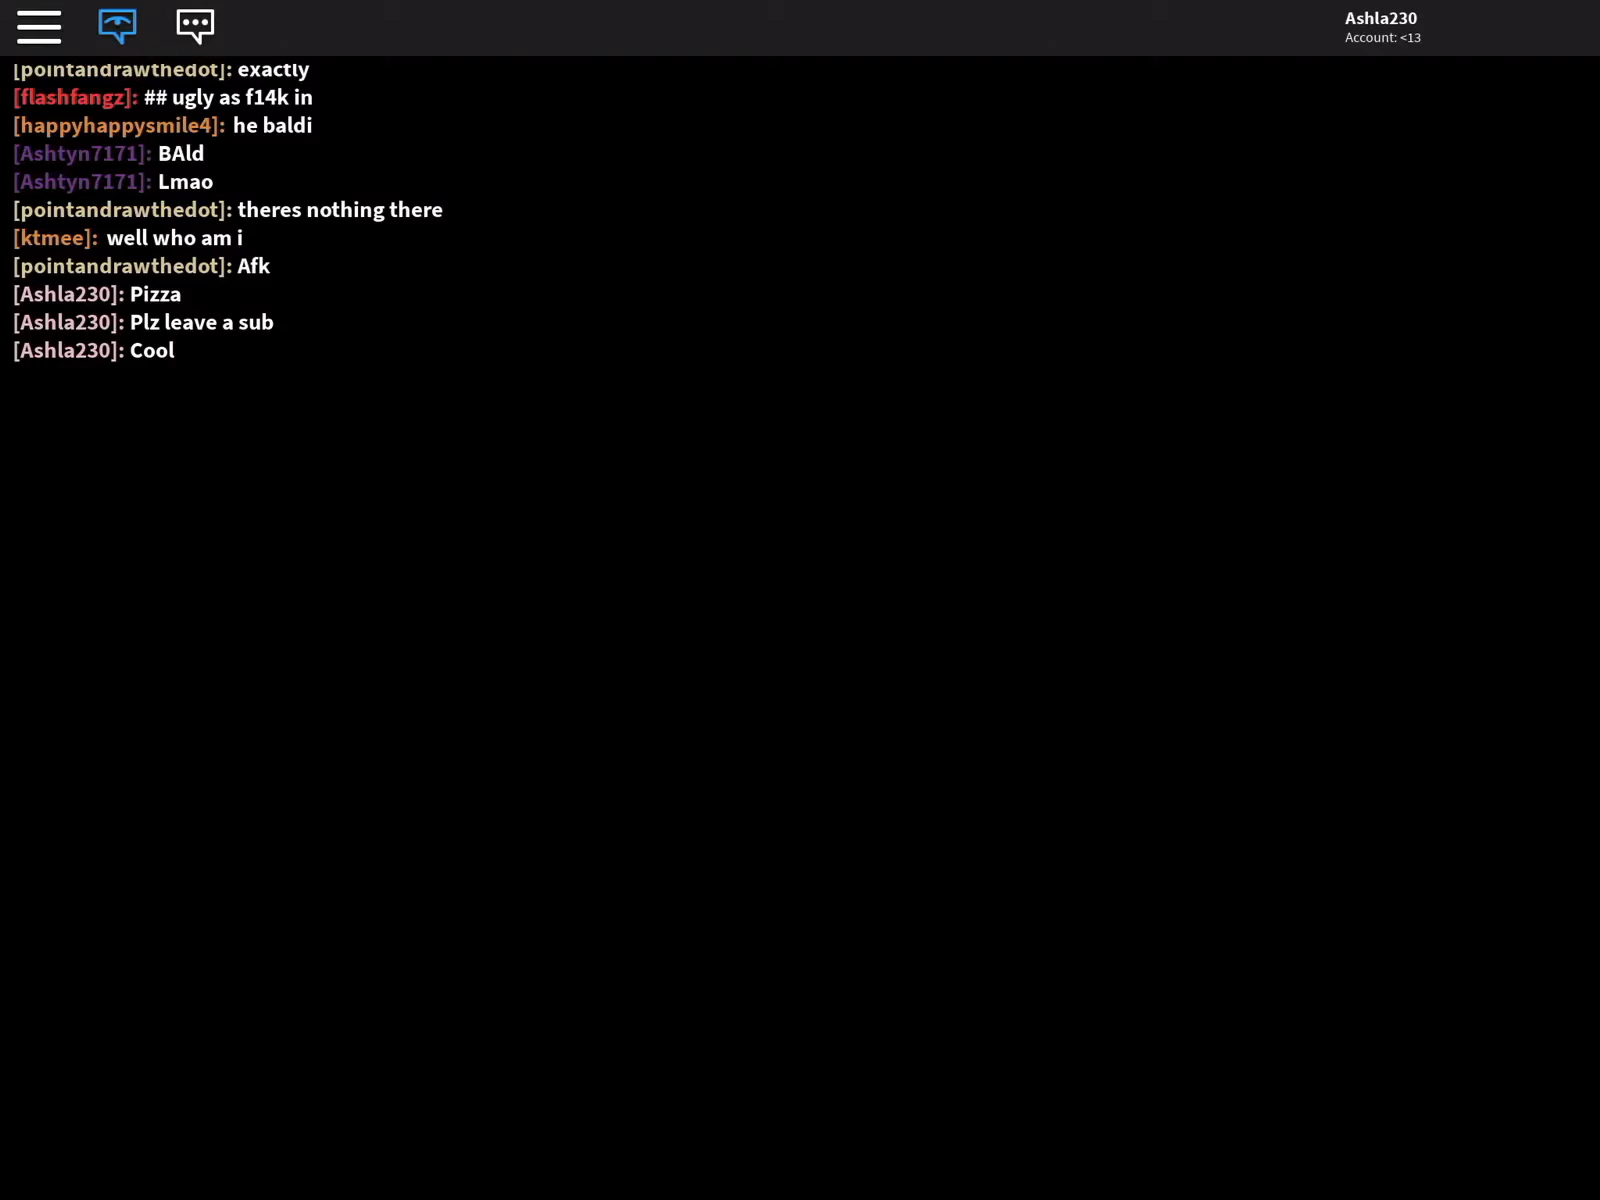 Ashla230
Account: <13
[pointandrawthedot]: exactly
[flashfangz]: ## ugly as f14k in
[happyhappysmile4]: he baldi
[Ashtyn7171]: BAld
[Ashtyn7171]: Lmao
[pointandrawthedot]: theres nothing there
[ktmee]: well who am i
[pointandrawthedot]: Afk
[Ashla230]: Pizza
[Ashla230]: Plz leave a sub
[Ashla230]: Cool